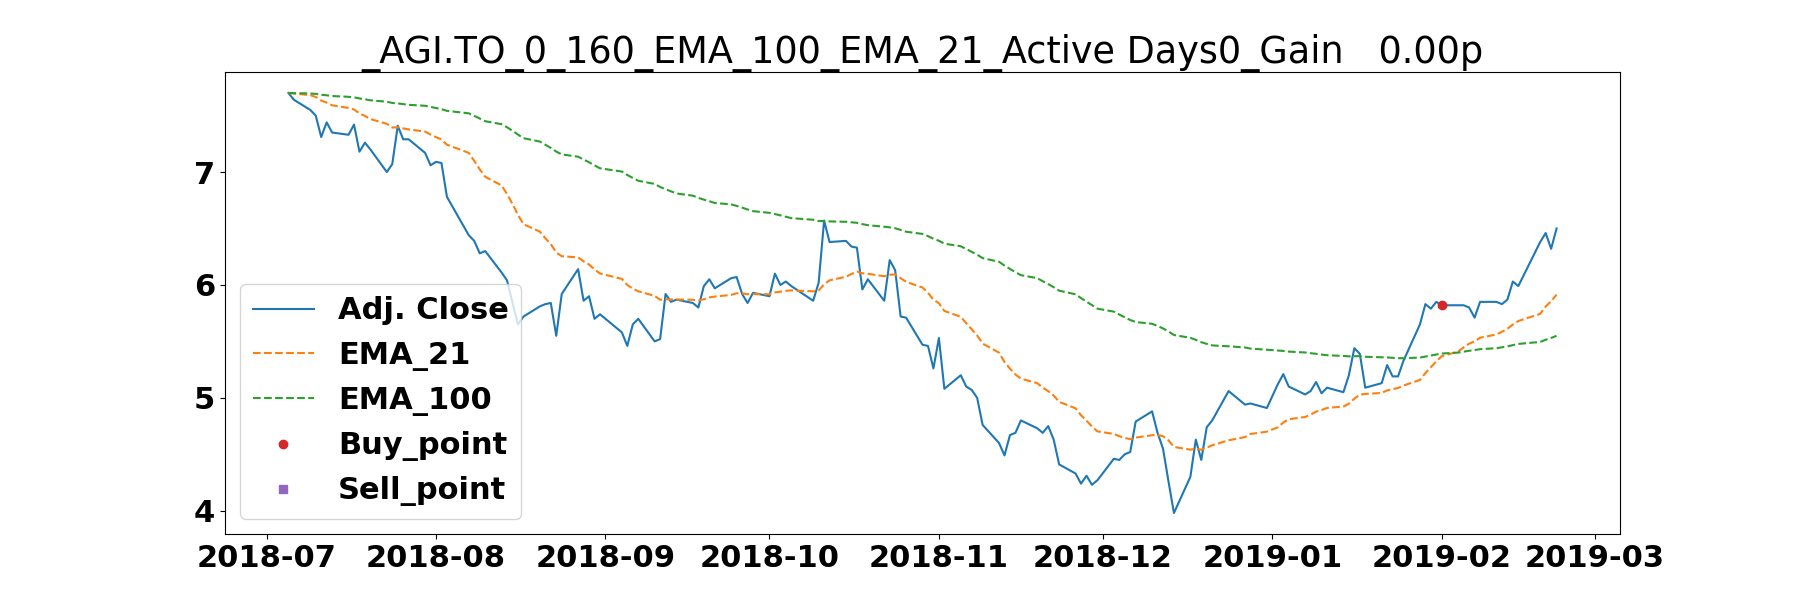 _AGI.TO_0_160_EMA_100_EMA_21_Active Days0_Gain   0.00p
7
6
5
4
Adj. Close
EMA_21
EMA_100
Buy_point
Sell_point
2018-07 2018-08 2018-09 2018-10 2018-11 2018-12 2019-01 2019-02 2019-03